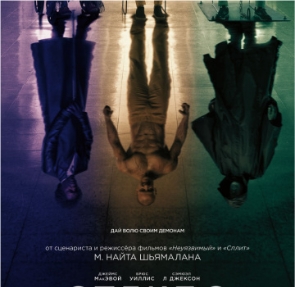 ДАЙ ВОЛЮ СВОИМ ДЕМОНАМ
от сценариста и режиссёра фильмов «Неуязвимый» и «Сплит»
М. НАЙТА ШЬЯМАЛАНА
ДЖЕЙМС МакЭВОЙ БРЮС УИЛЛИС СЭМЮЭЛ Л ДЖЕКСОН